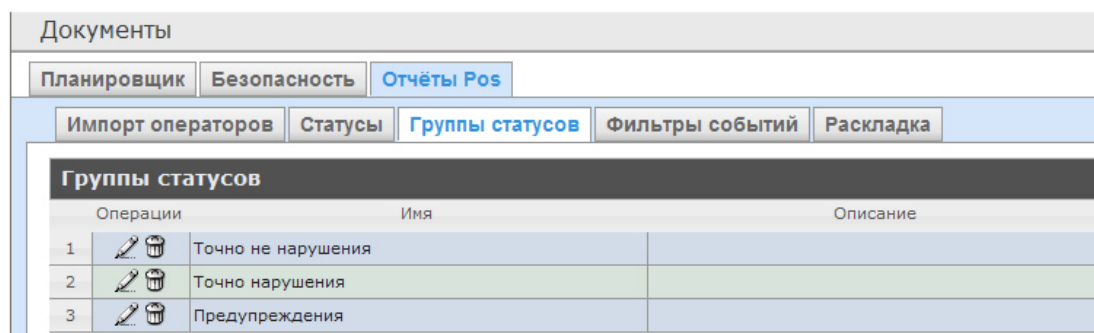 Документы
Планировщик Безопасность Отчёты Pos
Импорт операторов Статусы Группы статусов Фильтры событий Раскладка
Группы статусов
Операции Имя Описание
1 Точно не нарушения
2 Точно нарушения
3 Предупреждения